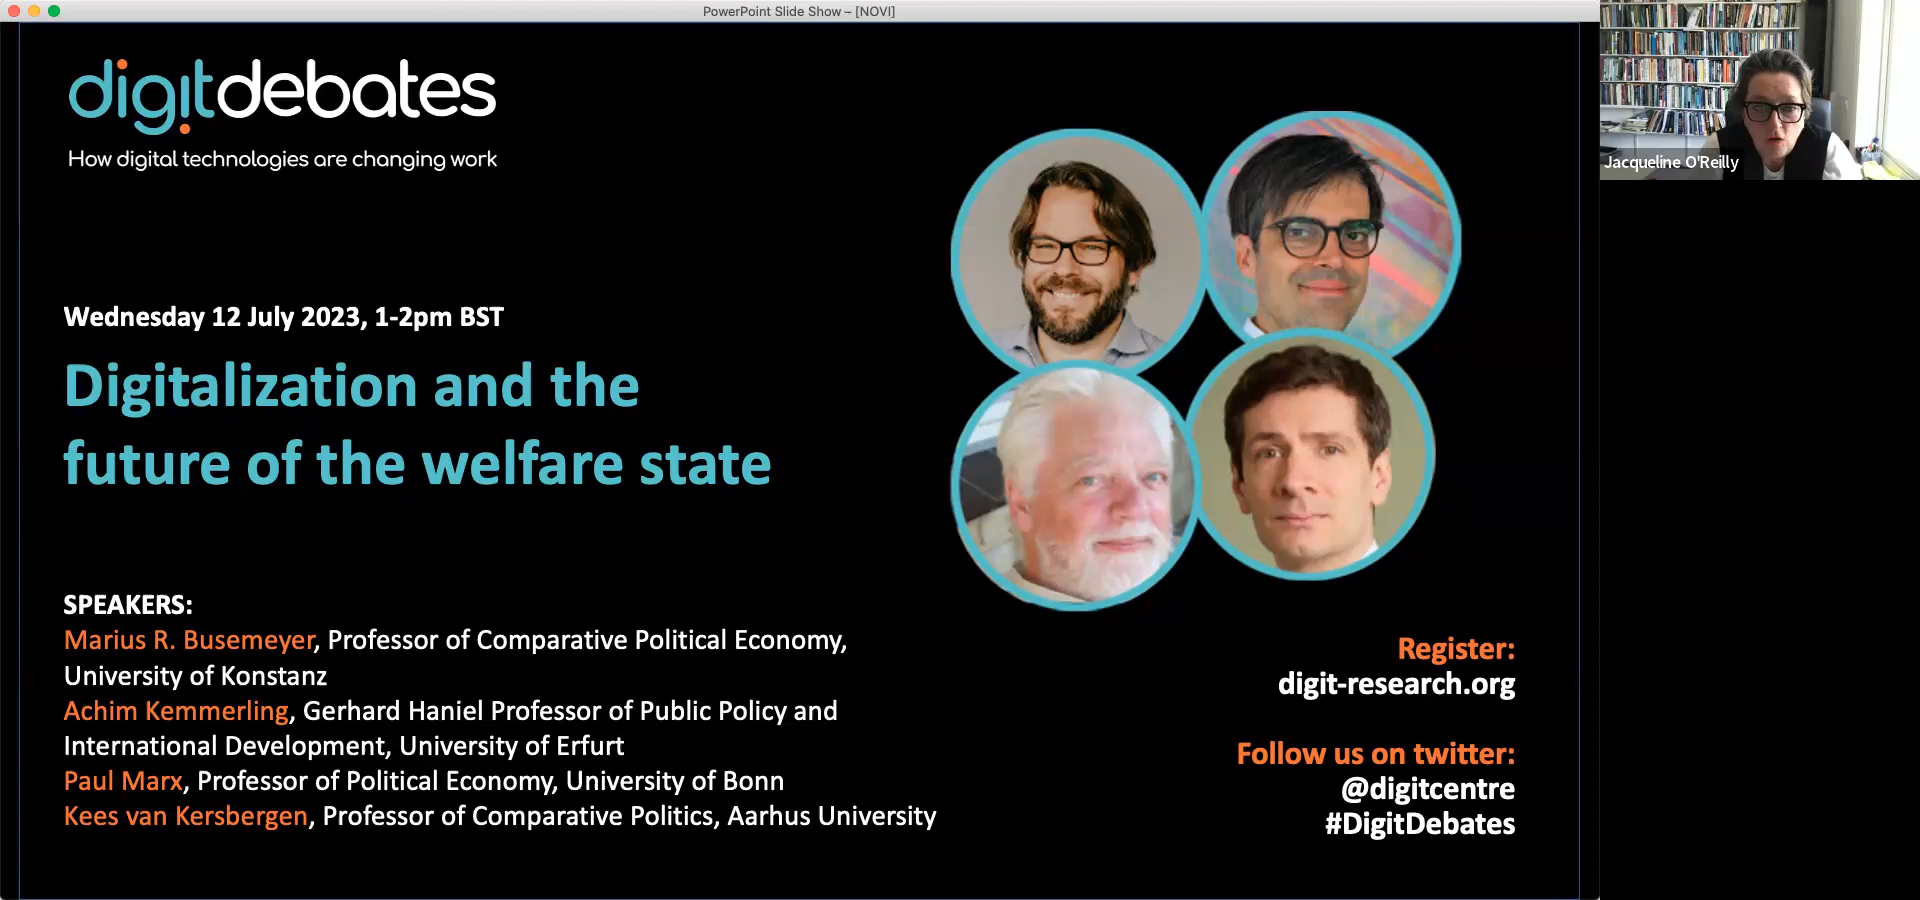 PowerPoint Slide Show – [NOVI]
digitdebates
How digital technologies are changing work
Wednesday 12 July 2023, 1-2pm BST
Digitalization and the
future of the welfare state
SPEAKERS:
Marius R. Busemeyer, Professor of Comparative Political Economy,
University of Konstanz
Achim Kemmerling, Gerhard Haniel Professor of Public Policy and
International Development, University of Erfurt
Paul Marx, Professor of Political Economy, University of Bonn
Kees van Kersbergen, Professor of Comparative Politics, Aarhus University
Register:
digit-research.org
Follow us on twitter:
@digitcentre
#DigitDebates
Jacqueline O'Reilly